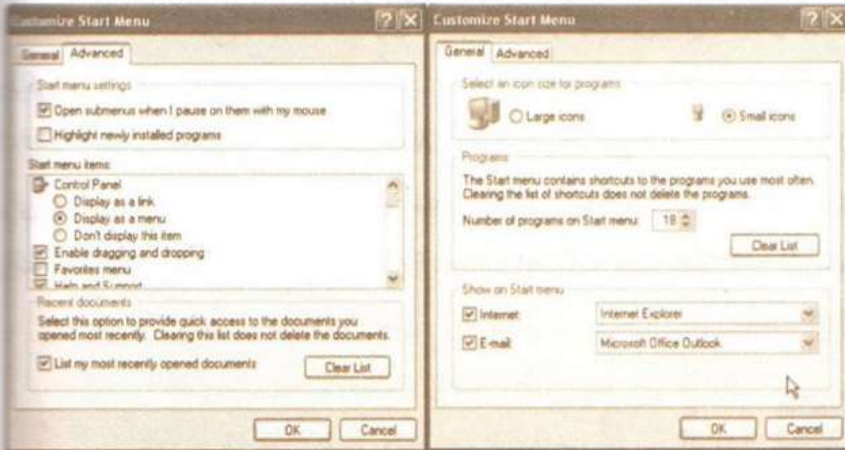 Customize Start Menu
General Advanced
Start menu settings
Open submenus when I pause on them with my mouse
Highlight newly installed programs
Start menu items:
Control Panel
Display as a link
Display as a menu
Don't display this item
Enable dragging and dropping
Favorites menu
Help and Support
Recent documents
Select this option to provide quick access to the documents you
opened most recently. Clearing this list does not delete the documents.
List my most recently opened documents
Clear List
OK Cancel
Customize Start Menu
General Advanced
Select an icon size for programs
Large icons Small icons
Programs
The Start menu contains shortcuts to the programs you use most often.
Clearing the list of shortcuts does not delete the programs.
Number of programs on Start menu: 18
Clear List
Show on Start menu
Internet: Internet Explorer
E-mail: Microsoft Office Outlook
OK Cancel